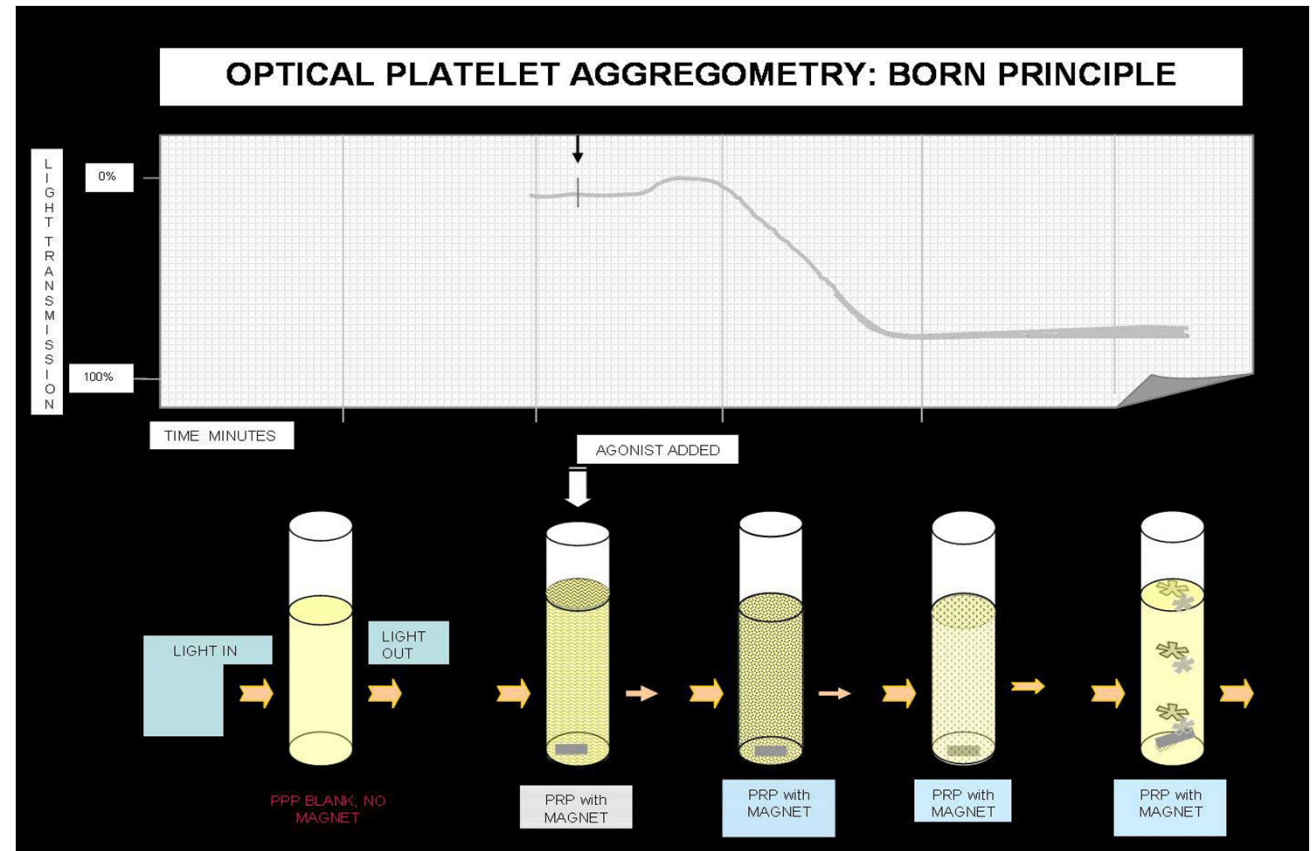 OPTICAL PLATELET AGGREGOMETRY: BORN PRINCIPLE
LIGHT TRANSMISSION
0%
100%
TIME MINUTES
AGONIST ADDED
LIGHT IN
LIGHT
OUT
PPP BLANK, NO
MAGNET
PRP with
MAGNET
PRP with
MAGNET
PRP with
MAGNET
PRP with
MAGNET